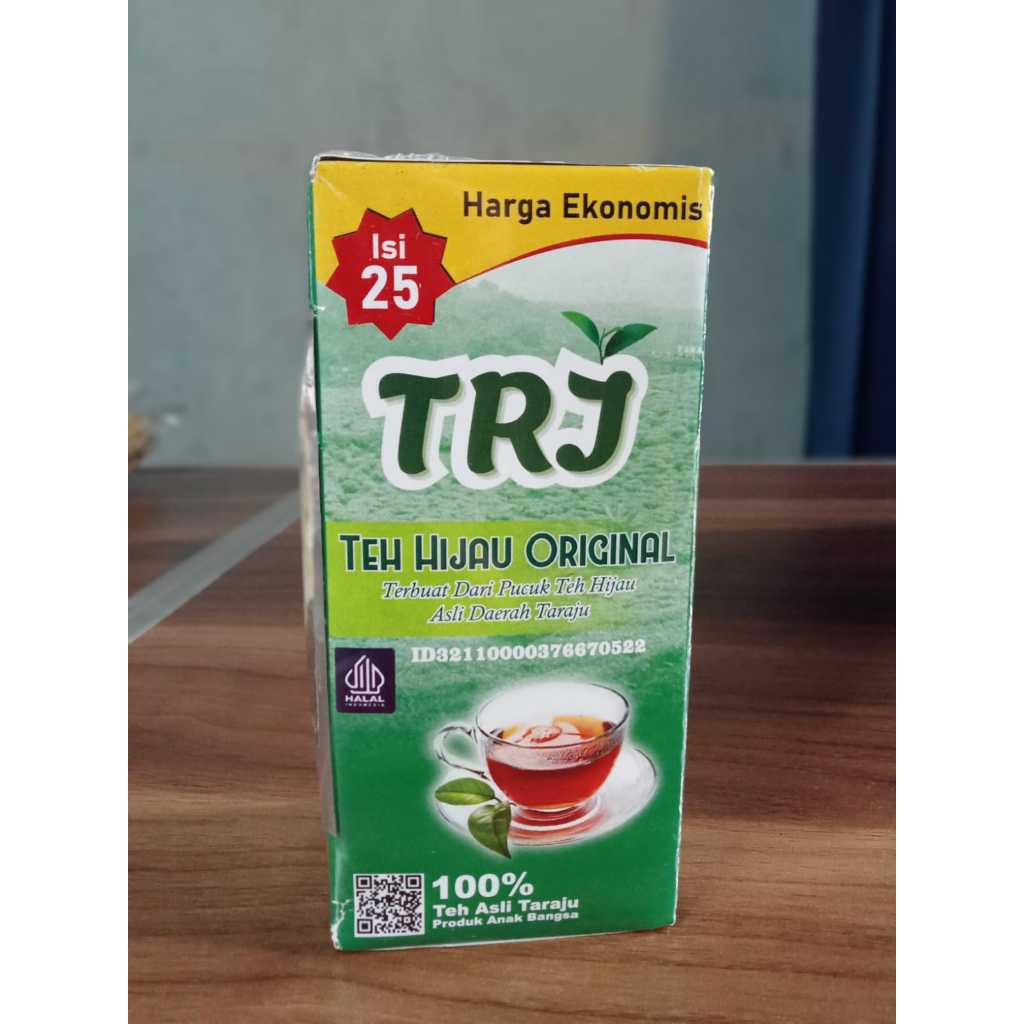 Harga Ekonomis
Isi
25
TRJ
TEH HIJAU ORIGINAL
Terbuat Dari Pucuk Teh Hijau
Asli Daerah Taraju
ID32110000376670522
HALAL
INDONESIA
100%
Teh Asli Taraju
Produk Anak Bangsa